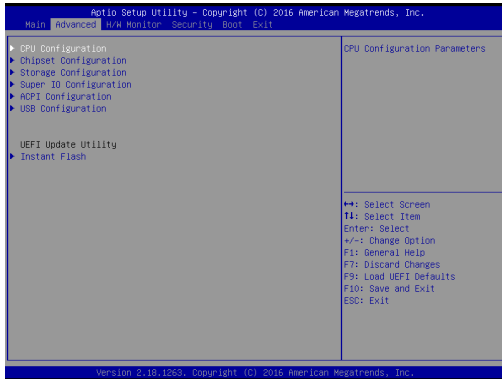 Aptio Setup Utility - Copyright (C) 2016 American Megatrends, Inc.
Main Advanced H/W Monitor Security Boot Exit
CPU Configuration
Chipset Configuration
Storage Configuration
Super IO Configuration
ACPI Configuration
USB Configuration
UEFI Update Utility
Instant Flash
CPU Configuration Parameters
↔: Select Screen
↑↓: Select Item
Enter: Select
+/-: Change Option
F1: General Help
F7: Discard Changes
F9: Load UEFI Defaults
F10: Save and Exit
ESC: Exit
Version 2.18.1263. Copyright (C) 2016 American Megatrends, Inc.